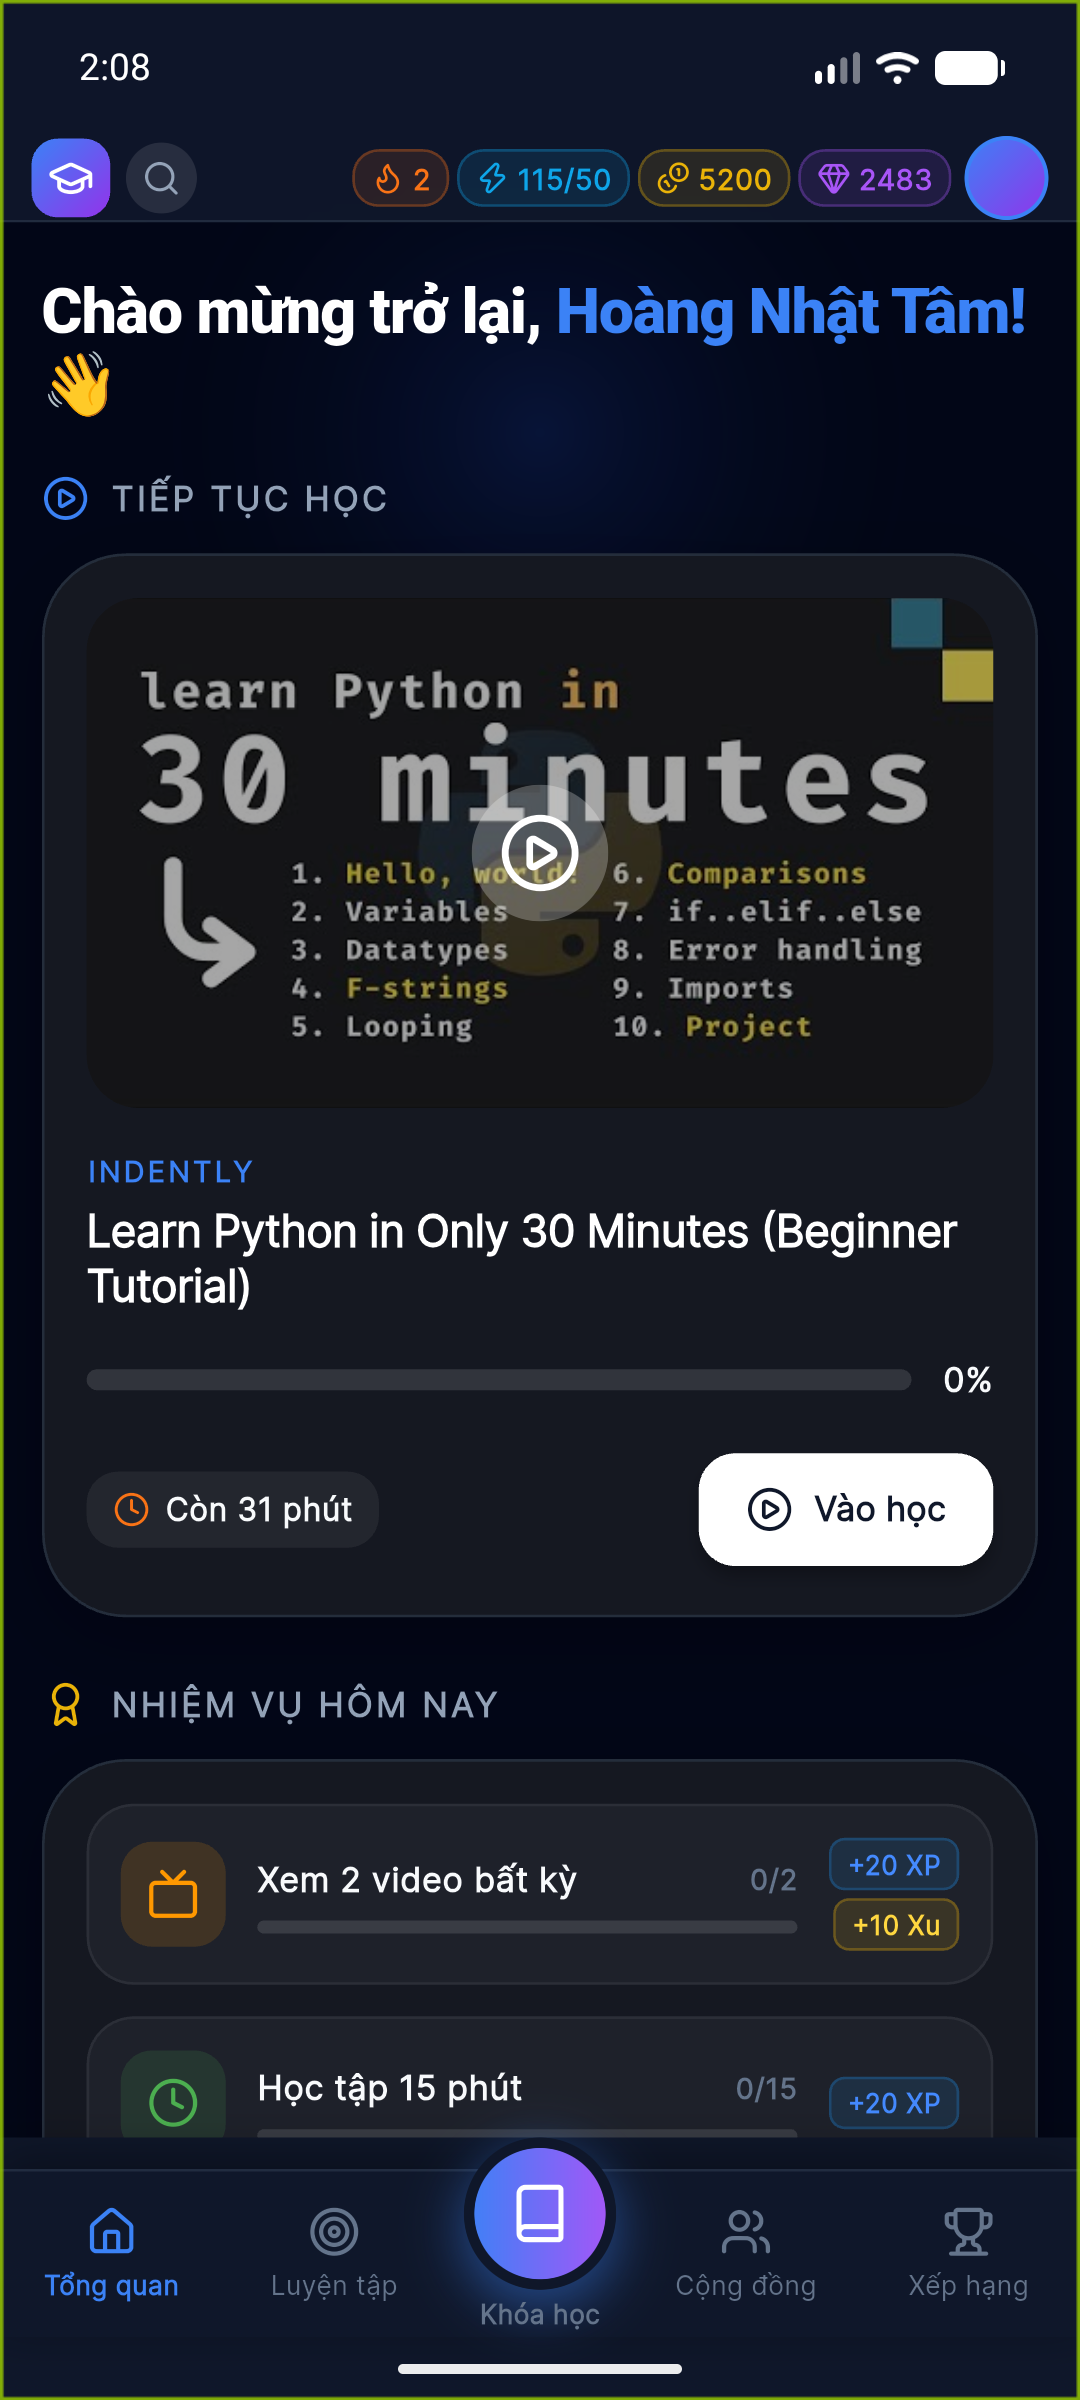 2:08
2
115/50
5200
2483
Chào mừng trở lại, Hoàng Nhật Tâm!
👋
TIẾP TỤC HỌC
learn Python in
30 minutes
1. Hello, world!
2. Variables
3. Datatypes
4. F-strings
5. Looping
6. Comparisons
7. if..elif..else
8. Error handling
9. Imports
10. Project
INDENTLY
Learn Python in Only 30 Minutes (Beginner
Tutorial)
0%
Còn 31 phút
Vào học
NHIỆM VỤ HÔM NAY
Xem 2 video bất kỳ
0/2
+20 XP
+10 Xu
Học tập 15 phút
0/15
+20 XP
Tổng quan
Luyện tập
Khóa học
Cộng đồng
Xếp hạng